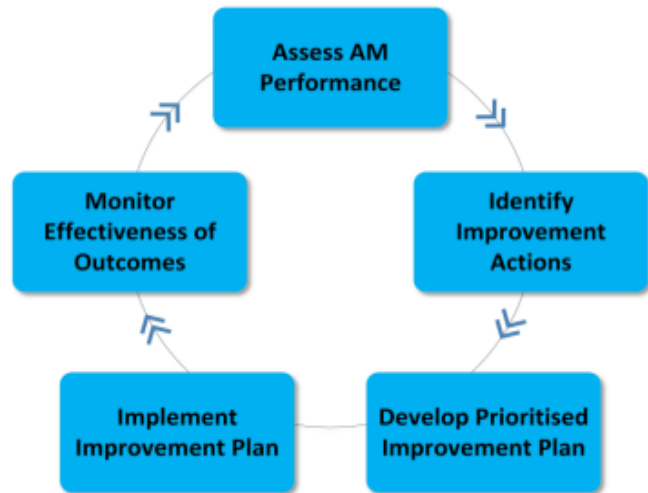 Assess AM
Performance
Identify
Improvement
Actions
Develop Prioritised
Improvement Plan
Implement
Improvement Plan
Monitor
Effectiveness of
Outcomes